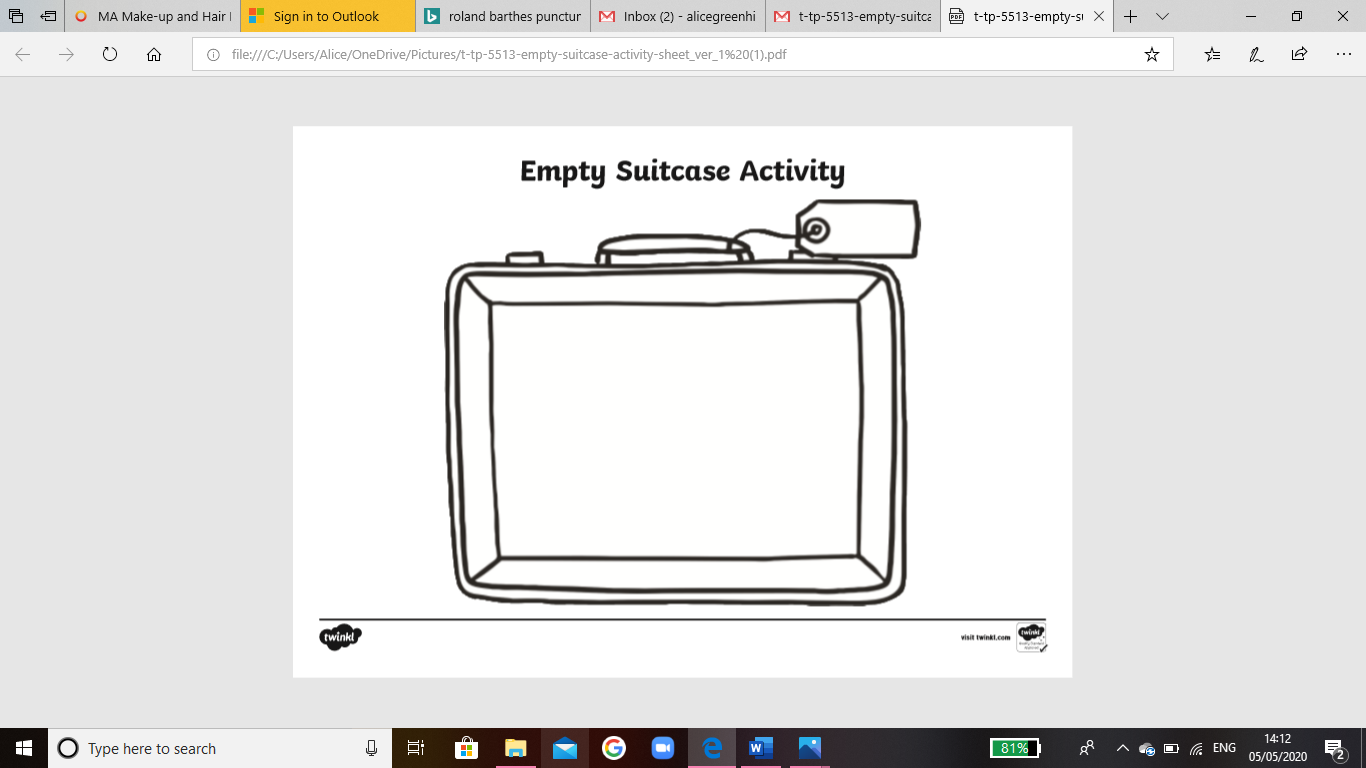 MA Make-up and Hair
Sign in to Outlook
roland barthes punctur
Inbox (2) - alicegreenhi
t-tp-5513-empty-suitca
t-tp-5513-empty-su
file:///C:/Users/Alice/OneDrive/Pictures/t-tp-5513-empty-suitcase-activity-sheet_ver_1%20(1).pdf
Empty Suitcase Activity
twinkl
visit twinkl.com
twinkl
Type here to search
81%
ENG
14:12
05/05/2020
2